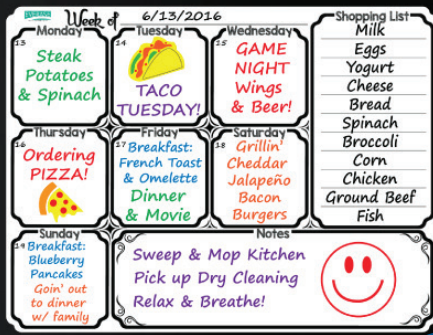 Week of 6/13/2016
Monday
13
Steak
Potatoes
& Spinach
Tuesday
14
TACO
TUESDAY!
Wednesday
15
GAME
NIGHT
Wings
& Beer!
Shopping List
Milk
Eggs
Yogurt
Cheese
Bread
Spinach
Broccoli
Corn
Chicken
Ground Beef
Fish
Thursday
16
Ordering
PIZZA!
Friday
17
Breakfast:
French Toast
& Omelette
Dinner
& Movie
Saturday
18
Grillin'
Cheddar
Jalapeño
Bacon
Burgers
Sunday
19
Breakfast:
Blueberry
Pancakes
Goin' out
to dinner
w/ family
Notes
Sweep & Mop Kitchen
Pick up Dry Cleaning
Relax & Breathe!